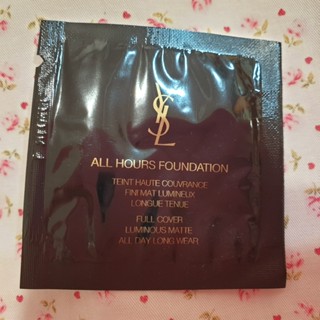 YSL
ALL HOURS FOUNDATION
TEINT HAUTE COUVRANCE
FINI MAT LUMINEUX
LONGUE TENUE
FULL COVER
LUMINOUS MATTE
ALL DAY LONG WEAR